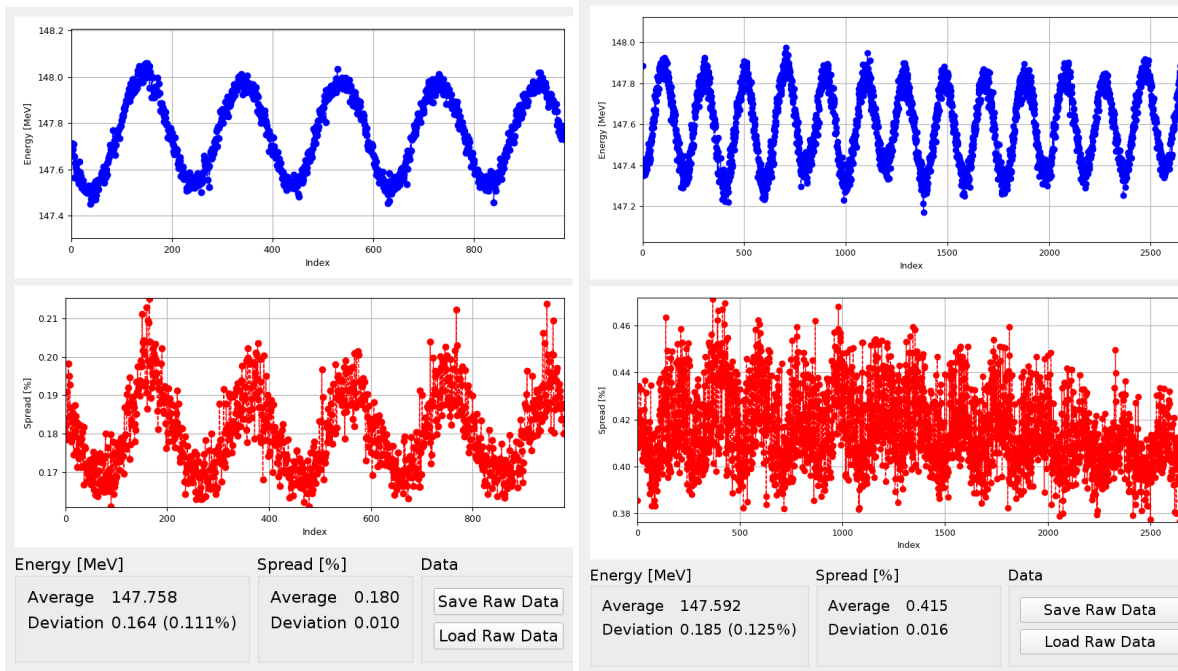 148.2
148.0
147.8
147.6
147.4
Energy [MeV]
0 200 400 600 800
Index
0.21
0.20
0.19
0.18
0.17
Spread [%]
0 200 400 600 800
Index
Energy [MeV] Spread [%] Data
Average 147.758 Average 0.180 Save Raw Data
Deviation 0.164 (0.111%) Deviation 0.010 Load Raw Data
148.0
147.8
147.6
147.4
147.2
Energy [MeV]
0 500 1000 1500 2000 2500
Index
0.46
0.44
0.42
0.40
0.38
Spread [%]
0 500 1000 1500 2000 2500
Index
Energy [MeV] Spread [%] Data
Average 147.592 Average 0.415 Save Raw Data
Deviation 0.185 (0.125%) Deviation 0.016 Load Raw Data